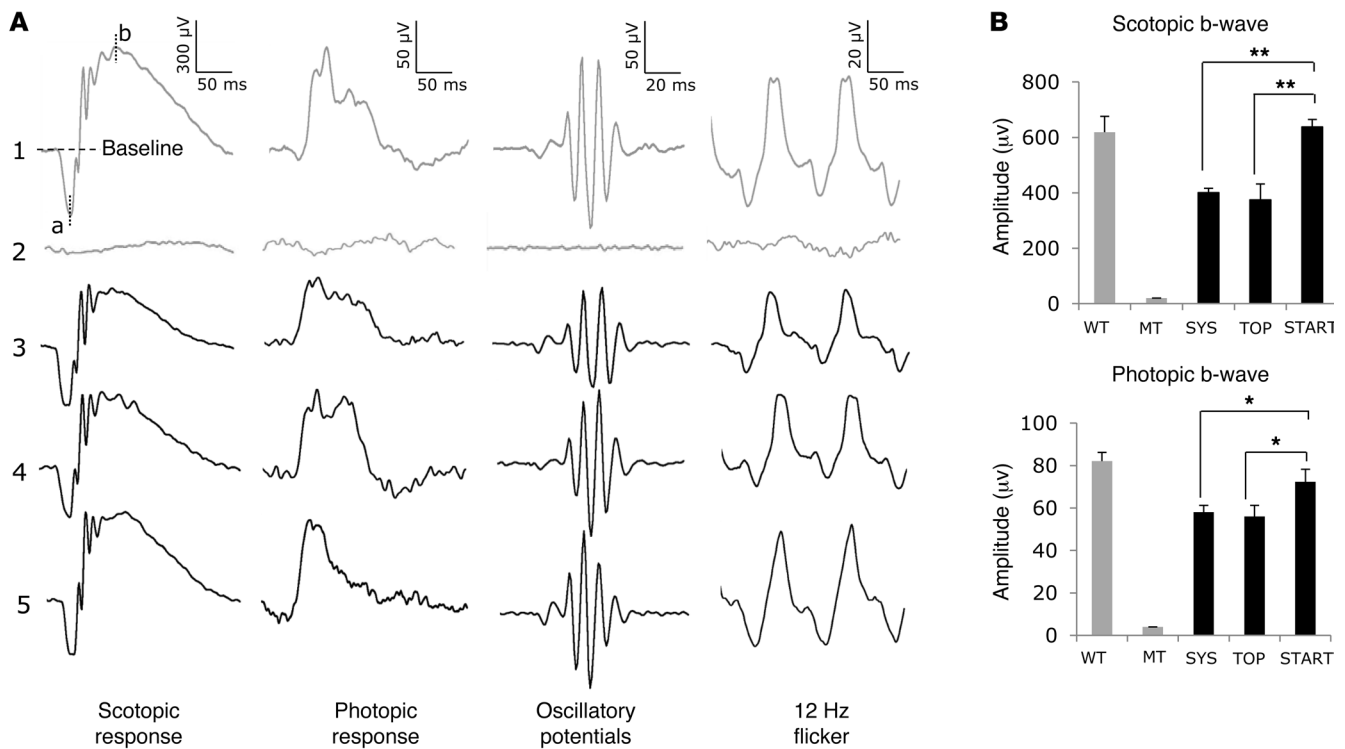 A
300 µV
50 ms
50 µV
50 ms
50 µV
20 ms
20 µV
50 ms
b
1
Baseline
a
2
3
4
5
Scotopic
response
Photopic
response
Oscillatory
potentials
12 Hz
flicker
B
Scotopic b-wave
**
**
Amplitude (µv)
800
600
400
200
0
WT
MT
SYS
TOP
START
Photopic b-wave
*
*
Amplitude (µv)
100
80
60
40
20
0
WT
MT
SYS
TOP
START